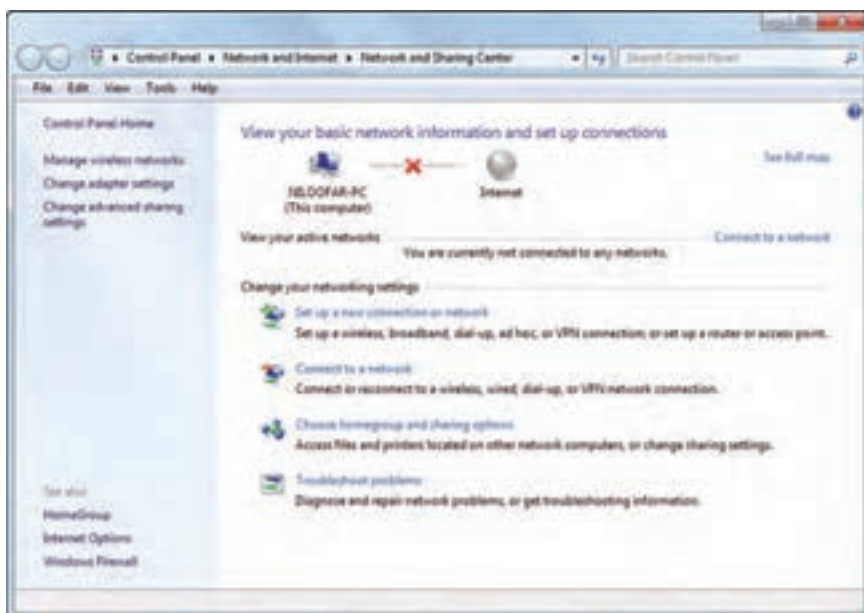 Control Panel ▸ Network and Internet ▸ Network and Sharing Center
Search Control Panel
File Edit View Tools Help
Control Panel Home
Manage wireless networks
Change adapter settings
Change advanced sharing
settings
See also
HomeGroup
Internet Options
Windows Firewall
View your basic network information and set up connections
NILOOFAR-PC
(This computer)
Internet
See full map
View your active networks
Connect to a network
You are currently not connected to any networks.
Change your networking settings
Set up a new connection or network
Set up a wireless, broadband, dial-up, ad hoc, or VPN connection; or set up a router or access point.
Connect to a network
Connect or reconnect to a wireless, wired, dial-up, or VPN network connection.
Choose homegroup and sharing options
Access files and printers located on other network computers, or change sharing settings.
Troubleshoot problems
Diagnose and repair network problems, or get troubleshooting information.